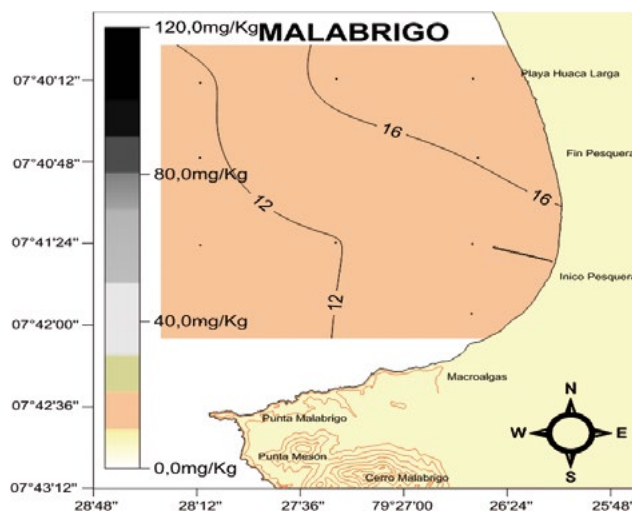 120,0mg/Kg
MALABRIGO
07°40'12"
Playa Huaca Larga
16
07°40'48"
Fin Pesquera
80,0mg/Kg
12
16
07°41'24"
Inico Pesquera
12
07°42'00"
40,0mg/Kg
Macroalgas
07°42'36"
Punta Malabrigo
N
W
E
S
Punta Mesón
Cerro Malabrigo
0,0mg/Kg
07°43'12"
28'48"
28'12"
27'36"
79°27'00
26'24"
25'48"